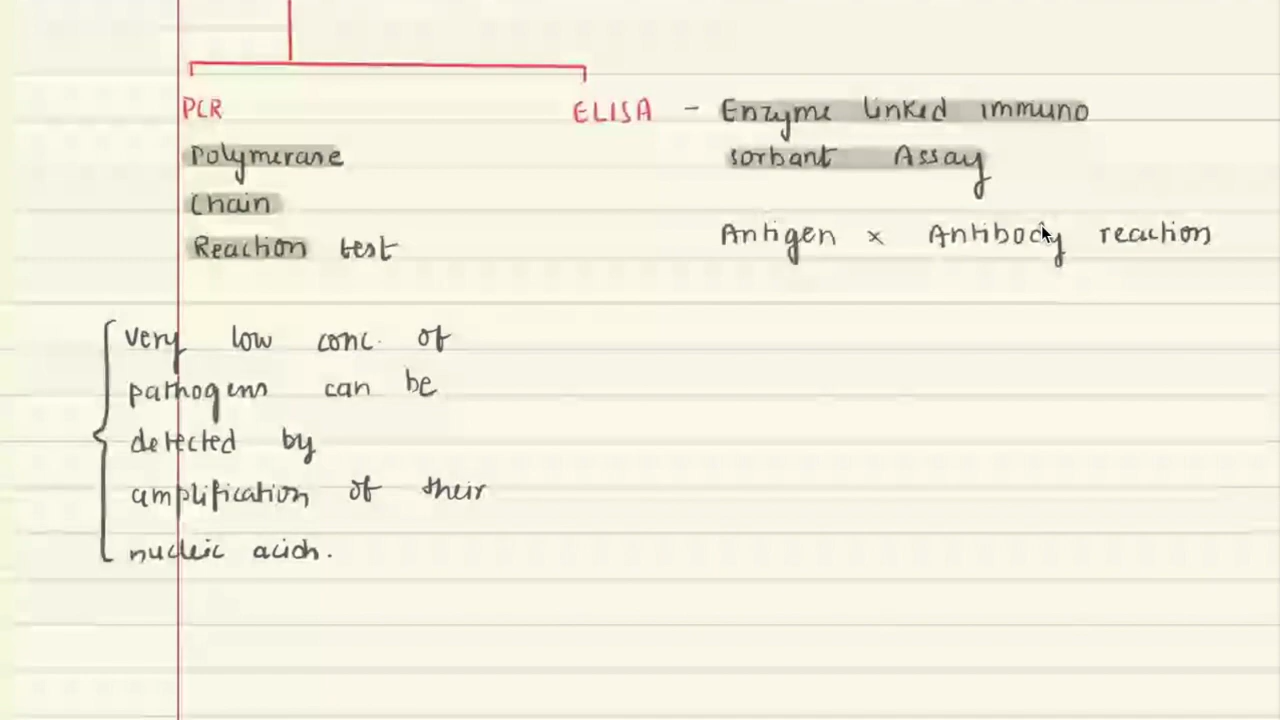 PCR
Polymerase
Chain
Reaction test
very low conc. of
pathogens can be
detected by
amplification of their
nucleic acids.
ELISA - Enzyme linked immuno
sorbant Assay
Antigen x Antibody reaction